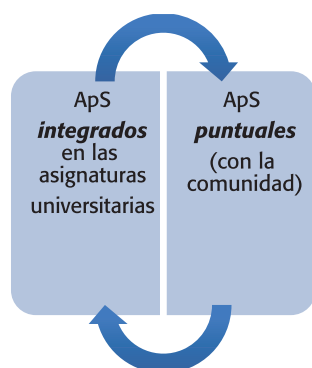 ApS
integrados
en las
asignaturas
universitarias
ApS
puntuales
(con la
comunidad)